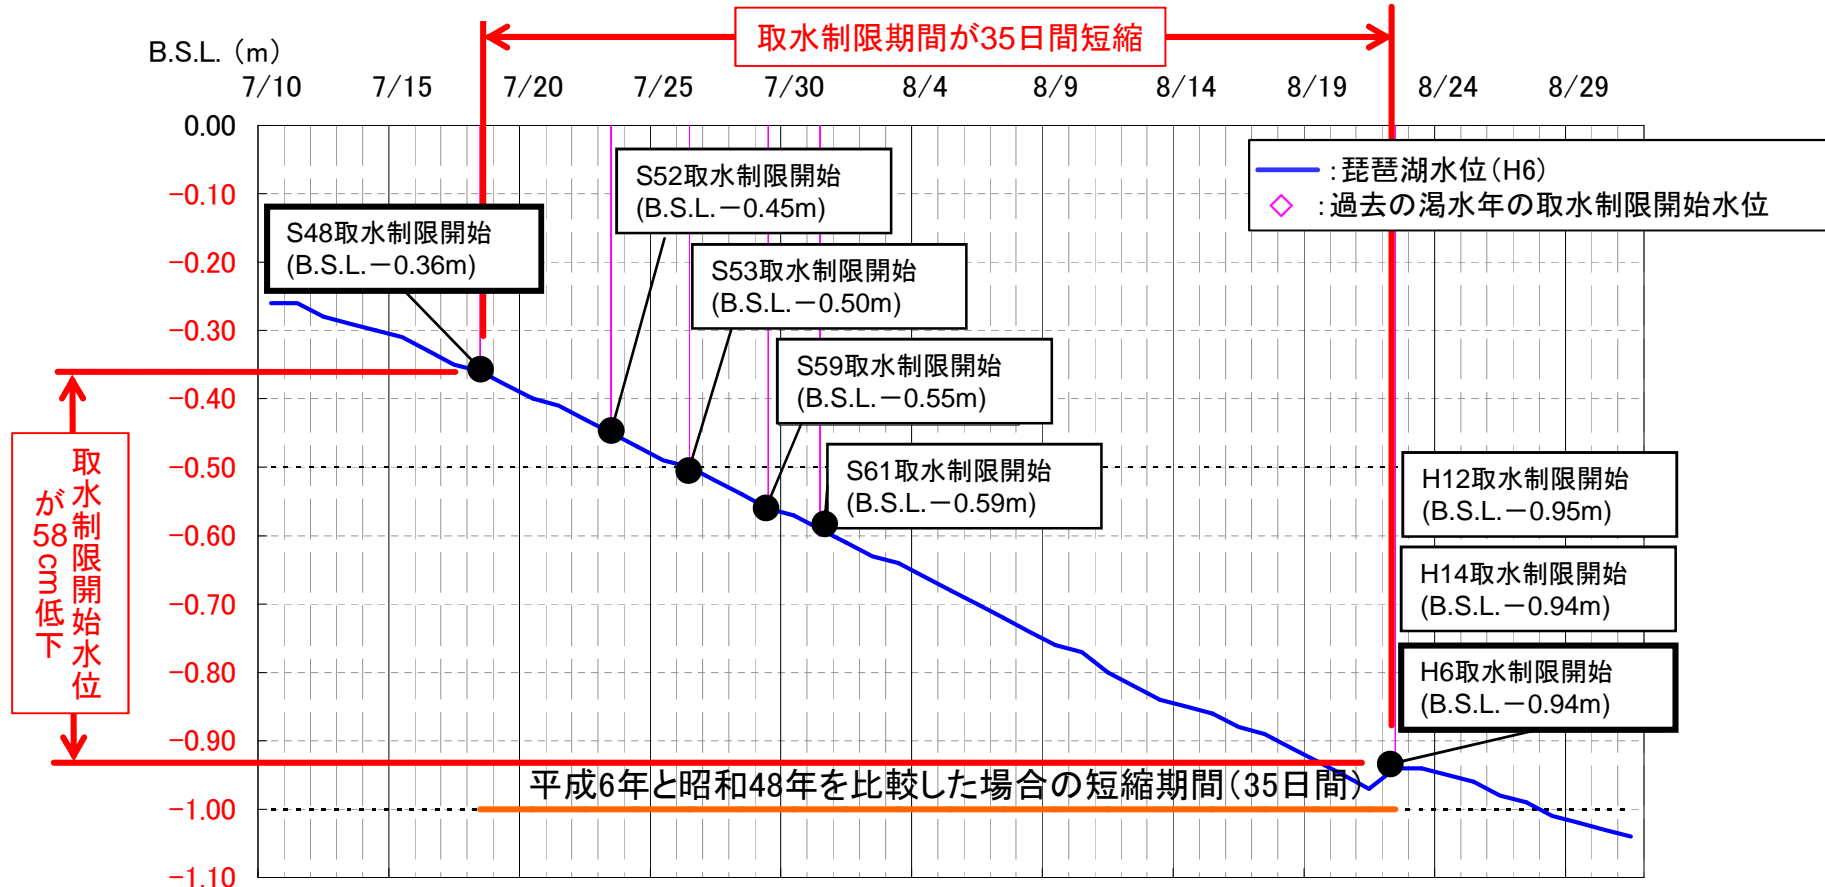 取水制限期間が35日間短縮
B.S.L. (m)
7/10 7/15 7/20 7/25 7/30 8/4 8/9 8/14 8/19 8/24 8/29
0.00
-0.10
-0.20
-0.30
-0.40
-0.50
-0.60
-0.70
-0.80
-0.90
-1.00
-1.10
:琵琶湖水位(H6)
:過去の渇水年の取水制限開始水位
S48取水制限開始
(B.S.L.-0.36m)
S52取水制限開始
(B.S.L.-0.45m)
S53取水制限開始
(B.S.L.-0.50m)
S59取水制限開始
(B.S.L.-0.55m)
S61取水制限開始
(B.S.L.-0.59m)
H12取水制限開始
(B.S.L.-0.95m)
H14取水制限開始
(B.S.L.-0.94m)
H6取水制限開始
(B.S.L.-0.94m)
取水制限開始水位
が58cm低下
平成6年と昭和48年を比較した場合の短縮期間(35日間)